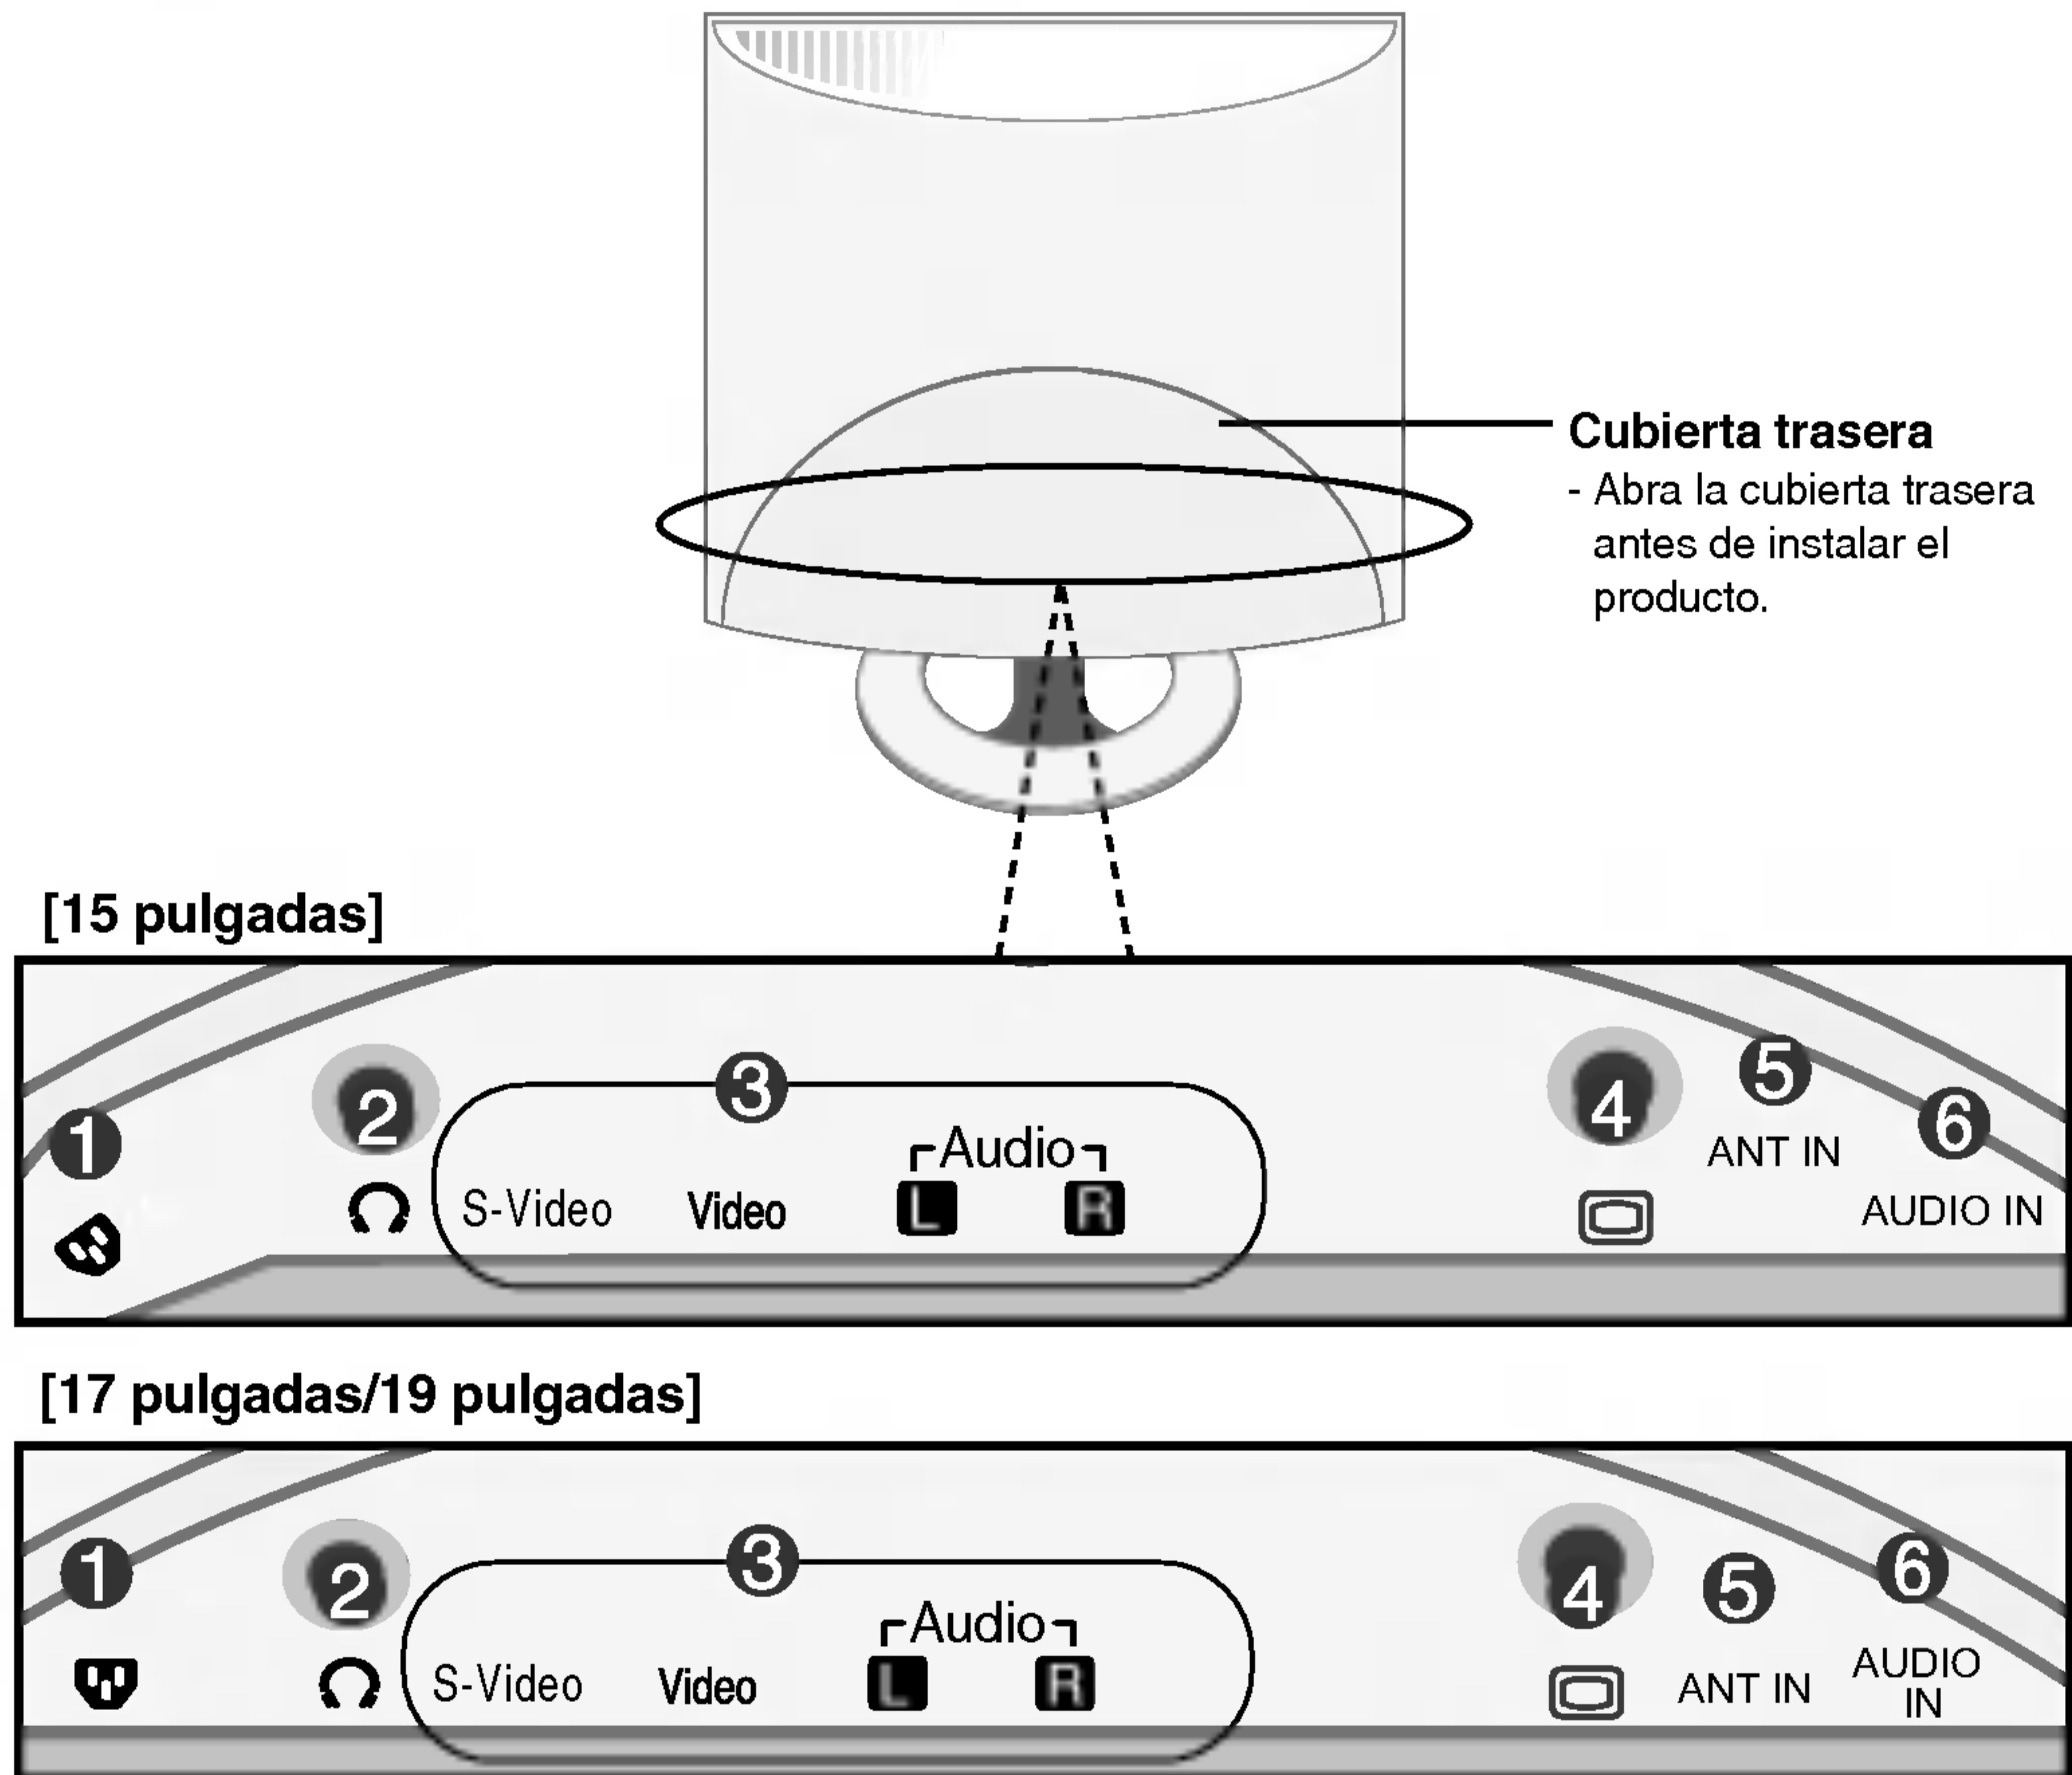 Cubierta trasera
- Abra la cubierta trasera
antes de instalar el
producto.
[15 pulgadas]
1 2 3 4 5 6
Audio
ANT IN
S-Video Video L R AUDIO IN
[17 pulgadas/19 pulgadas]
1 2 3 4 5 6
Audio
S-Video Video L R ANT IN AUDIO
IN